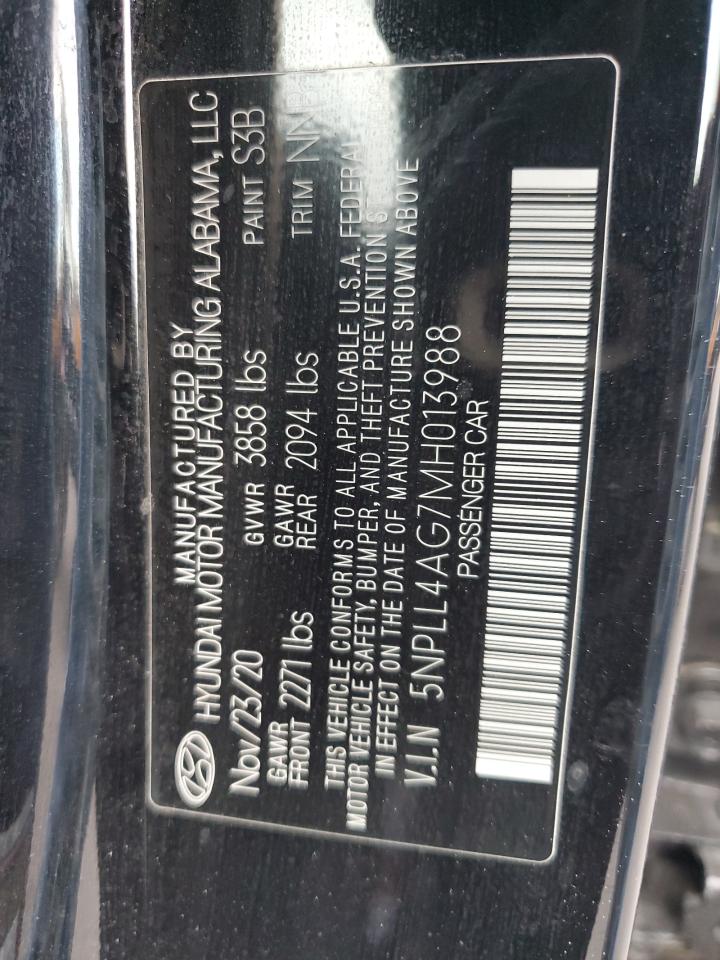 MANUFACTURED BY
HYUNDAI MOTOR MANUFACTURING ALABAMA, LLC
Nov/23/20 GVWR 3858 lbs PAINT S3B
GAWR FRONT 2271 lbs GAWR REAR 2094 lbs TRIM
THIS VEHICLE CONFORMS TO ALL APPLICABLE U.S.A. FEDERAL
MOTOR VEHICLE SAFETY, BUMPER, AND THEFT PREVENTION
IN EFFECT ON THE DATE OF MANUFACTURE SHOWN ABOVE
V.I.N 5NPLL4AG7MH013988
PASSENGER CAR